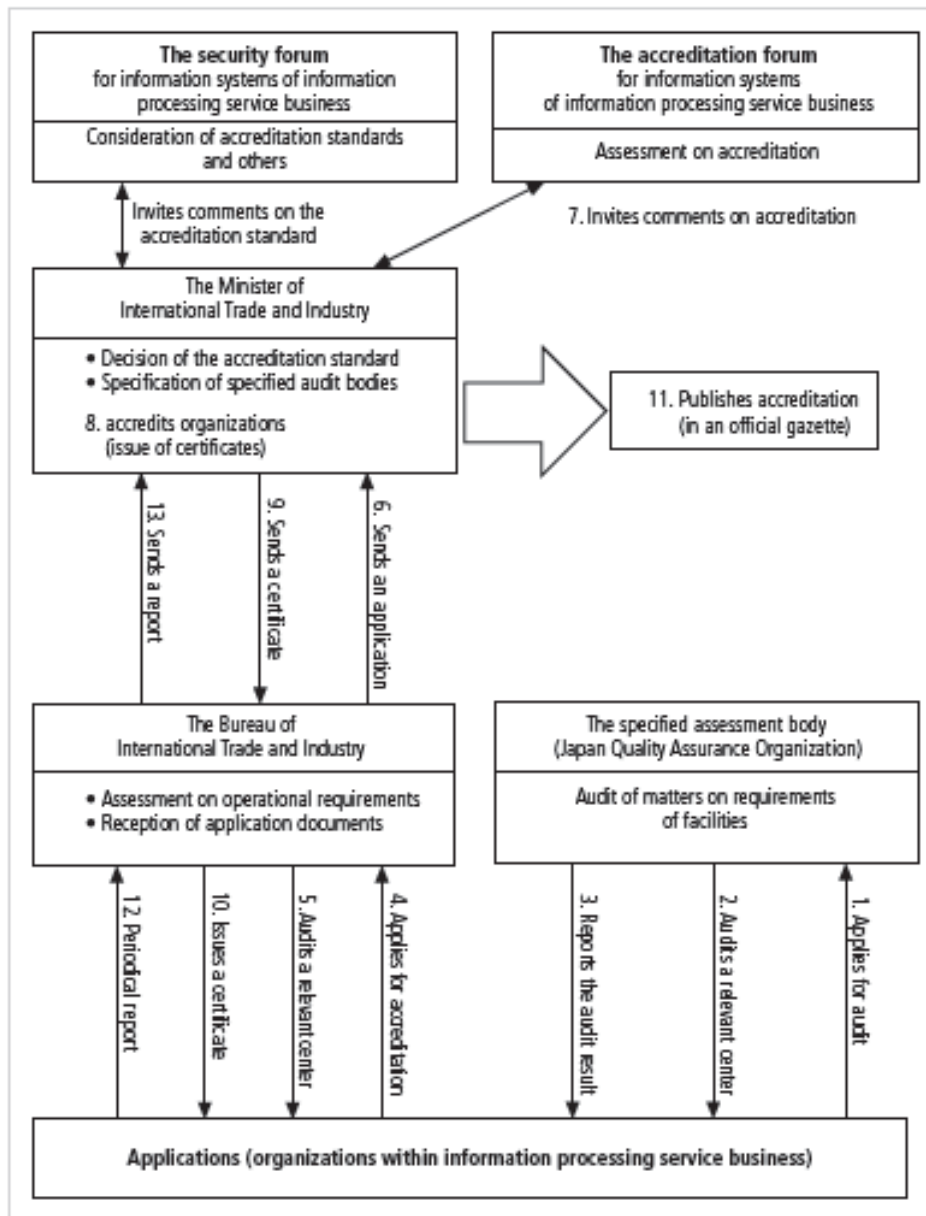 The security forum
for information systems of information
processing service business
Consideration of accreditation standards
and others
The accreditation forum
for information systems
of information processing service business
Assessment on accreditation
Invites comments on the
accreditation standard
7. Invites comments on accreditation
The Minister of
International Trade and Industry
• Decision of the accreditation standard
• Specification of specified audit bodies
8. accredits organizations
(issue of certificates)
11. Publishes accreditation
(in an official gazette)
13. Sends a report
9. Sends a certificate
6. Sends an application
The Bureau of
International Trade and Industry
• Assessment on operational requirements
• Reception of application documents
The specified assessment body
(Japan Quality Assurance Organization)
Audit of matters on requirements
of facilities
12. Periodical report
10. Issues a certificate
5. Audits a relevant center
4. Applies for accreditation
3. Reports the audit result
2. Audits a relevant center
1. Applies for audit
Applications (organizations within information processing service business)